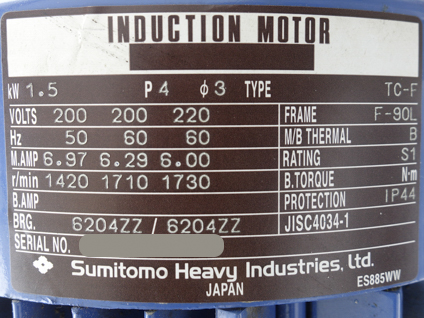 INDUCTION MOTOR
kW 1.5 P 4 ϕ 3 TYPE TC-F
VOLTS 200 200 220 FRAME F-90L
Hz 50 60 60 M/B THERMAL B
M.AMP 6.97 6.29 6.00 RATING S1
r/min 1420 1710 1730 B.TORQUE N·m
B.AMP PROTECTION IP44
BRG. 6204ZZ / 6204ZZ JISC4034-1
SERIAL NO.
Sumitomo Heavy Industries, Ltd.
JAPAN ES885WW